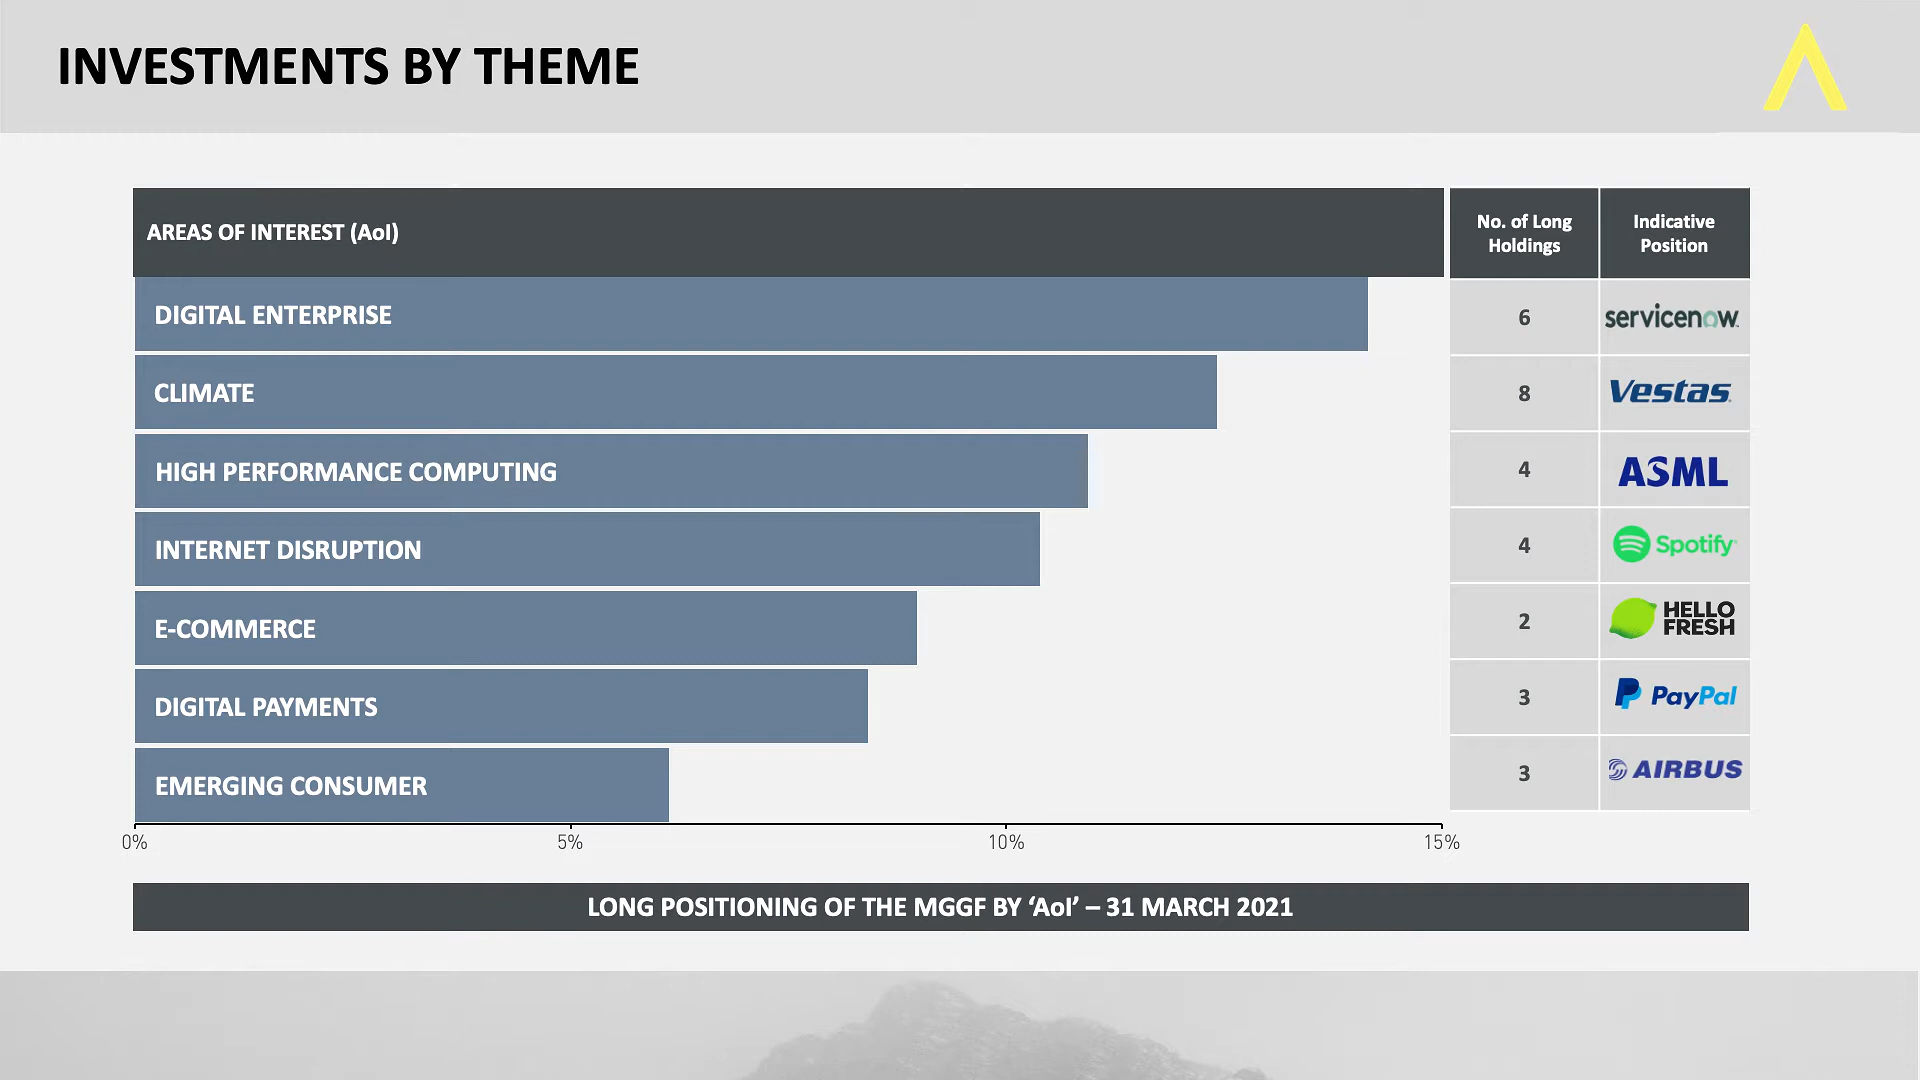 INVESTMENTS BY THEME
AREAS OF INTEREST (AoI)
No. of Long
Holdings
Indicative
Position
DIGITAL ENTERPRISE
6
servicenow.
CLIMATE
8
Vestas
HIGH PERFORMANCE COMPUTING
4
ASML
INTERNET DISRUPTION
4
Spotify
E-COMMERCE
2
HELLO
FRESH
DIGITAL PAYMENTS
3
PayPal
EMERGING CONSUMER
3
AIRBUS
0%
5%
10%
15%
LONG POSITIONING OF THE MGGF BY ‘AoI’ – 31 MARCH 2021